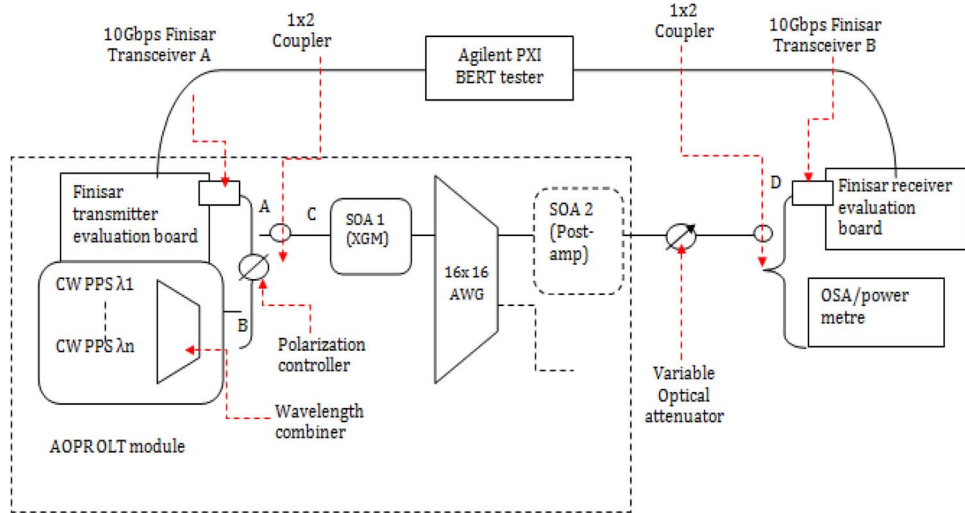 1x2
Coupler
10Gbps Finisar
Transceiver A
Agilent PXI
BERT tester
1x2
Coupler
10Gbps Finisar
Transceiver B
Finisar
transmitter
evaluation board
A
C
SOA 1
(XGM)
16x 16
AWG
SOA 2
(Post-
amp)
D
Finisar receiver
evaluation
board
CW PPS λ1
CW PPS λn
B
Polarization
controller
Wavelength
combiner
AOPR OLT module
Variable
Optical
attenuator
OSA/power
metre